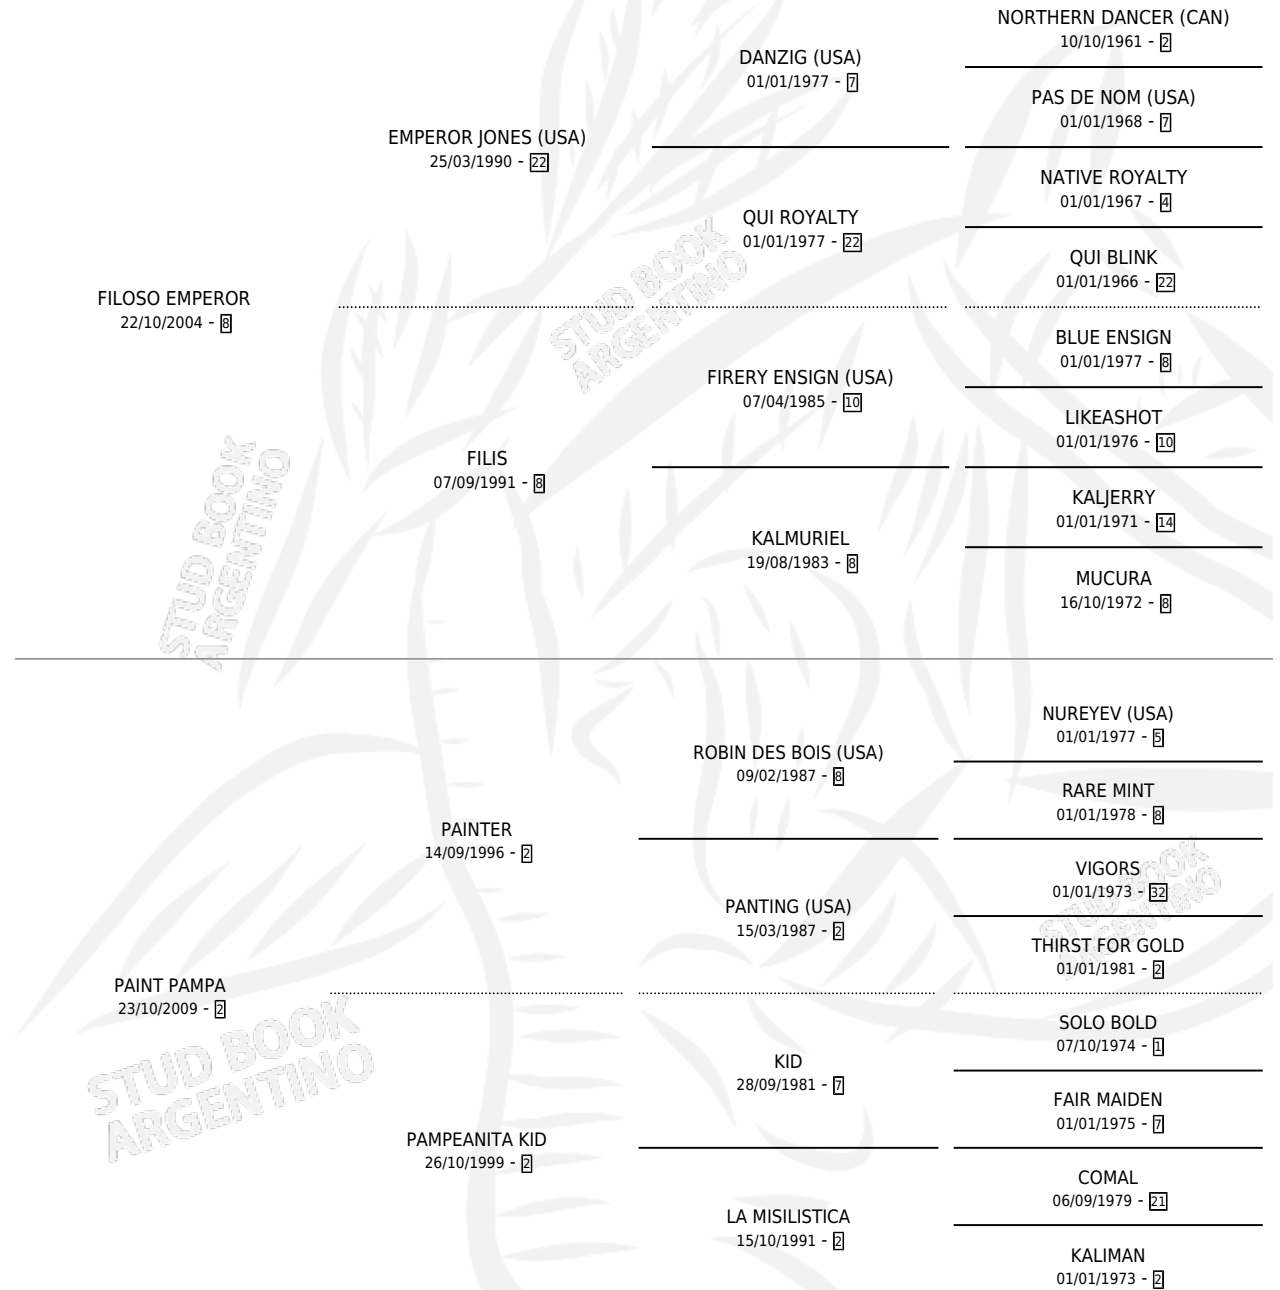 NORTHERN DANCER (CAN)
10/10/1961 - 2
DANZIG (USA)
01/01/1977 - 7
PAS DE NOM (USA)
01/01/1968 - 7
EMPEROR JONES (USA)
25/03/1990 - 22
NATIVE ROYALTY
01/01/1967 - 4
QUI ROYALTY
01/01/1977 - 22
QUI BLINK
01/01/1966 - 22
FILOSO EMPEROR
22/10/2004 - 8
BLUE ENSIGN
01/01/1977 - 8
FIRERY ENSIGN (USA)
07/04/1985 - 10
LIKEASHOT
01/01/1976 - 10
FILIS
07/09/1991 - 8
KALJERRY
01/01/1971 - 14
KALMURIEL
19/08/1983 - 8
MUCURA
16/10/1972 - 8
STUD BOOK
ARGENTINO
STUD BOOK
ARGENTINO
NUREYEV (USA)
01/01/1977 - 5
ROBIN DES BOIS (USA)
09/02/1987 - 8
RARE MINT
01/01/1978 - 8
PAINTER
14/09/1996 - 2
VIGORS
01/01/1973 - 32
PANTING (USA)
15/03/1987 - 2
THIRST FOR GOLD
01/01/1981 - 2
PAINT PAMPA
23/10/2009 - 2
SOLO BOLD
07/10/1974 - 1
KID
28/09/1981 - 7
FAIR MAIDEN
01/01/1975 - 7
PAMPEANITA KID
26/10/1999 - 2
COMAL
06/09/1979 - 21
LA MISILISTICA
15/10/1991 - 2
KALIMAN
01/01/1973 - 2
STUD BOOK
ARGENTINO
STUD BOOK
ARGENTINO